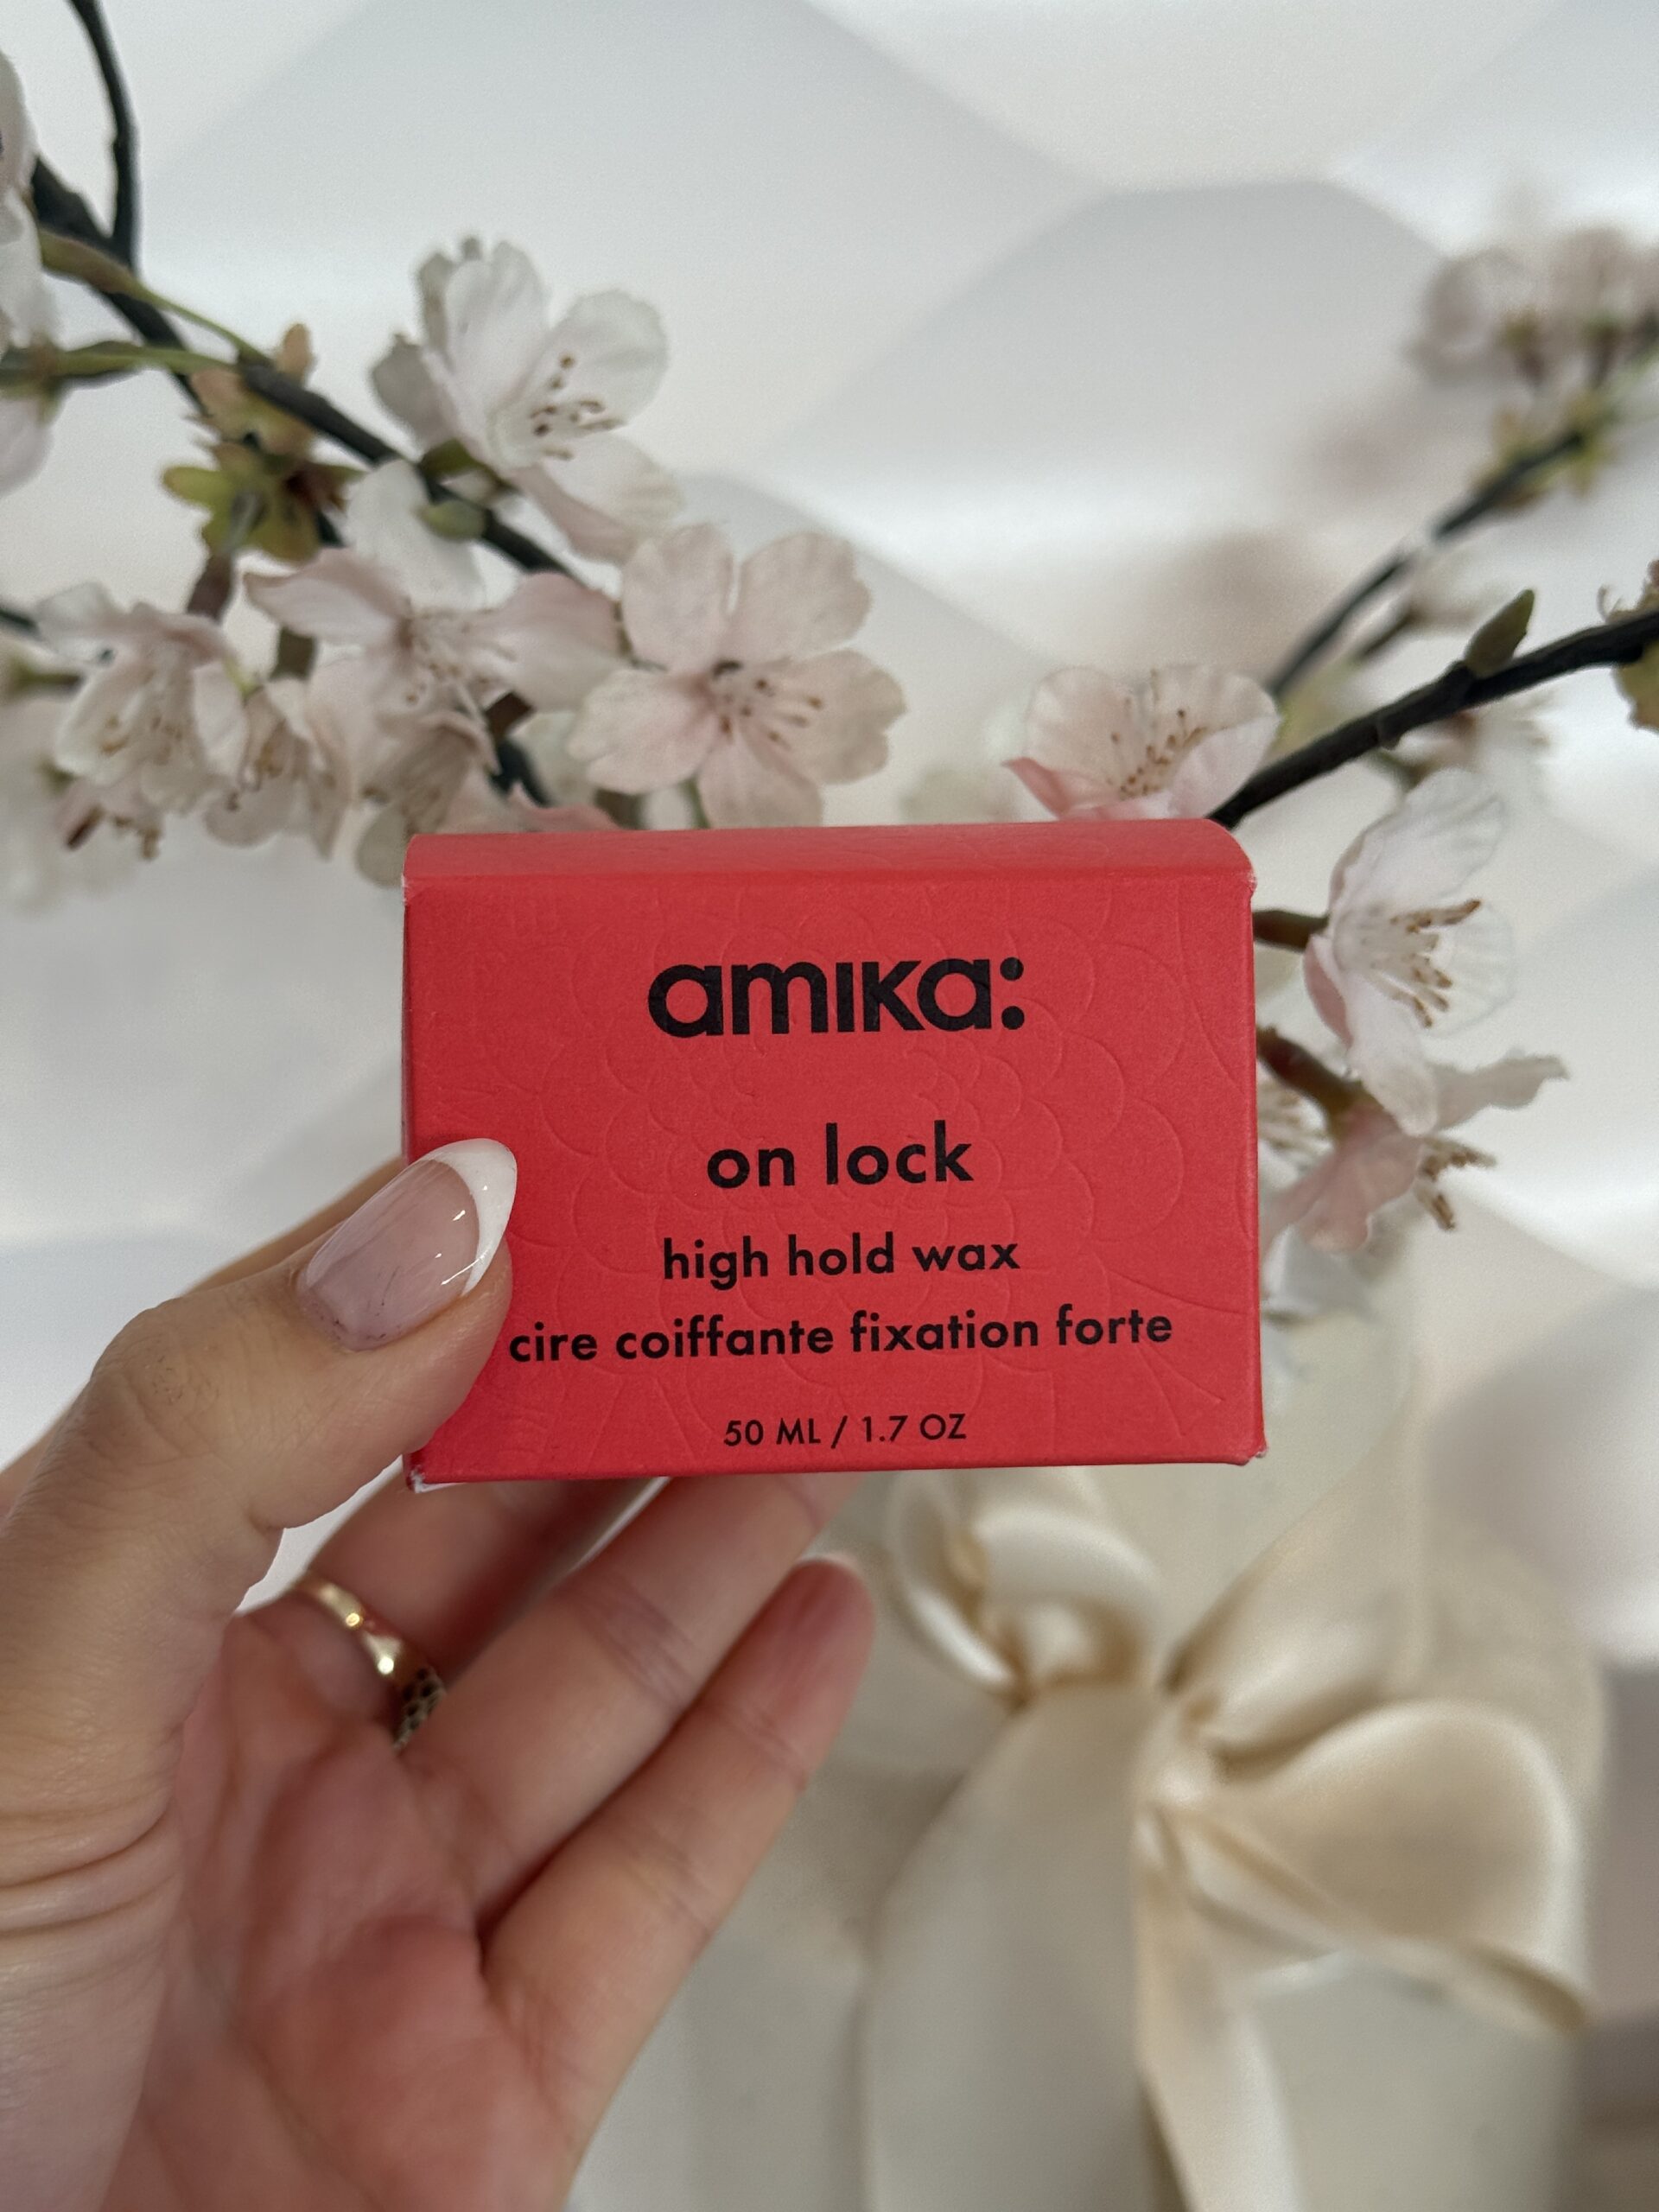 amika:
on lock
high hold wax
cire coiffante fixation forte
50 ML / 1.7 OZ